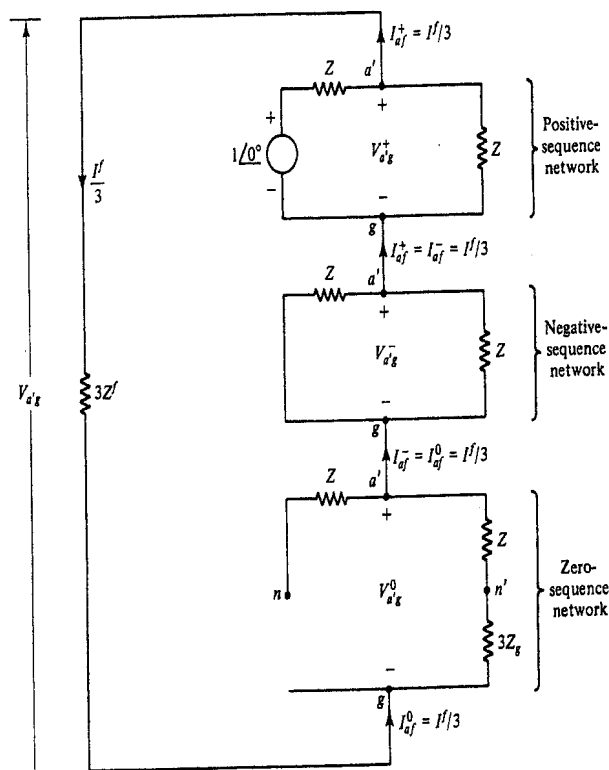 I⁺af = Iᶠ/3
a'
Z
+
+
1∠0°
V⁺a'g
Z
Positive-
sequence
network
−
−
Iᶠ
3
g
I⁺af = I⁻af = Iᶠ/3
a'
Z
+
V⁻a'g
Z
Negative-
sequence
network
Va'g
3Zᶠ
−
g
I⁻af = I⁰af = Iᶠ/3
a'
Z
+
Z
n
V⁰a'g
n'
Zero-
sequence
network
3Zg
−
g
I⁰af = Iᶠ/3